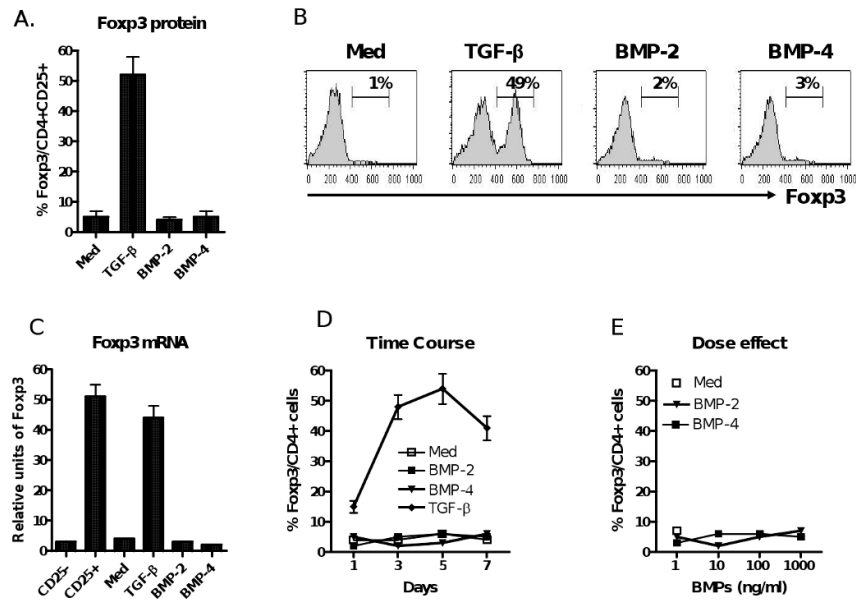 A.
Foxp3 protein
% Foxp3/CD4+CD25+
60
50
40
30
20
10
0
Med
TGF-β
BMP-2
BMP-4
B
Med
TGF-β
BMP-2
BMP-4
1%
49%
2%
3%
0 200 400 600 800 1000
0 200 400 600 800 1000
0 200 400 600 800 1000
0 200 400 600 800 1000
Foxp3
C
Foxp3 mRNA
Relative units of Foxp3
60
50
40
30
20
10
0
CD25-
CD25+
Med
TGF-β
BMP-2
BMP-4
D
Time Course
% Foxp3/CD4+ cells
60
50
40
30
20
10
0
Med
BMP-2
BMP-4
TGF-β
1 3 5 7
Days
E
Dose effect
% Foxp3/CD4+ cells
60
50
40
30
20
10
0
Med
BMP-2
BMP-4
1 10 100 1000
BMPs (ng/ml)